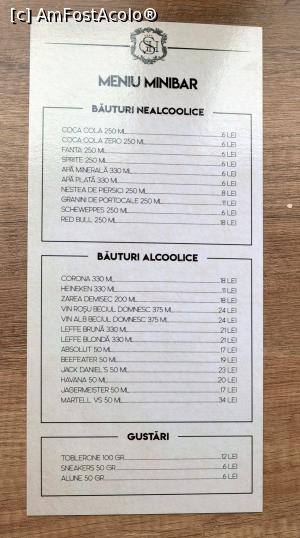 [c] AmFostAcolo®
MENIU MINIBAR
BĂUTURI NEALCOOLICE
COCA COLA 250 ML 6 LEI
COCA COLA ZERO 250 ML 6 LEI
FANTA 250 ML 6 LEI
SPRITE 250 ML 6 LEI
APĂ MINERALĂ 330 ML 6 LEI
APĂ PLATĂ 330 ML 6 LEI
NESTEA DE PIERSICI 250 ML 8 LEI
GRANINI DE PORTOCALE 250 ML 11 LEI
SCHEWEPPES 250 ML 6 LEI
RED BULL 250 ML 18 LEI
BĂUTURI ALCOOLICE
CORONA 330 ML 18 LEI
HEINEKEN 330 ML 11 LEI
ZAREA DEMISEC 200 ML 18 LEI
VIN ROȘU BECIUL DOMNESC 375 ML 24 LEI
VIN ALB BECIUL DOMNESC 375 ML 24 LEI
LEFFE BRUNĂ 330 ML 21 LEI
LEFFE BLONDĂ 330 ML 21 LEI
ABSOLUT 50 ML 17 LEI
BEEFEATER 50 ML 19 LEI
JACK DANIEL'S 50 ML 23 LEI
HAVANA 50 ML 20 LEI
JAGERMEISTER 50 ML 17 LEI
MARTELL VS 50 ML 34 LEI
GUSTĂRI
TOBLERONE 100 GR 12 LEI
SNEAKERS 50 GR 6 LEI
ALUNE 50 GR 6 LEI